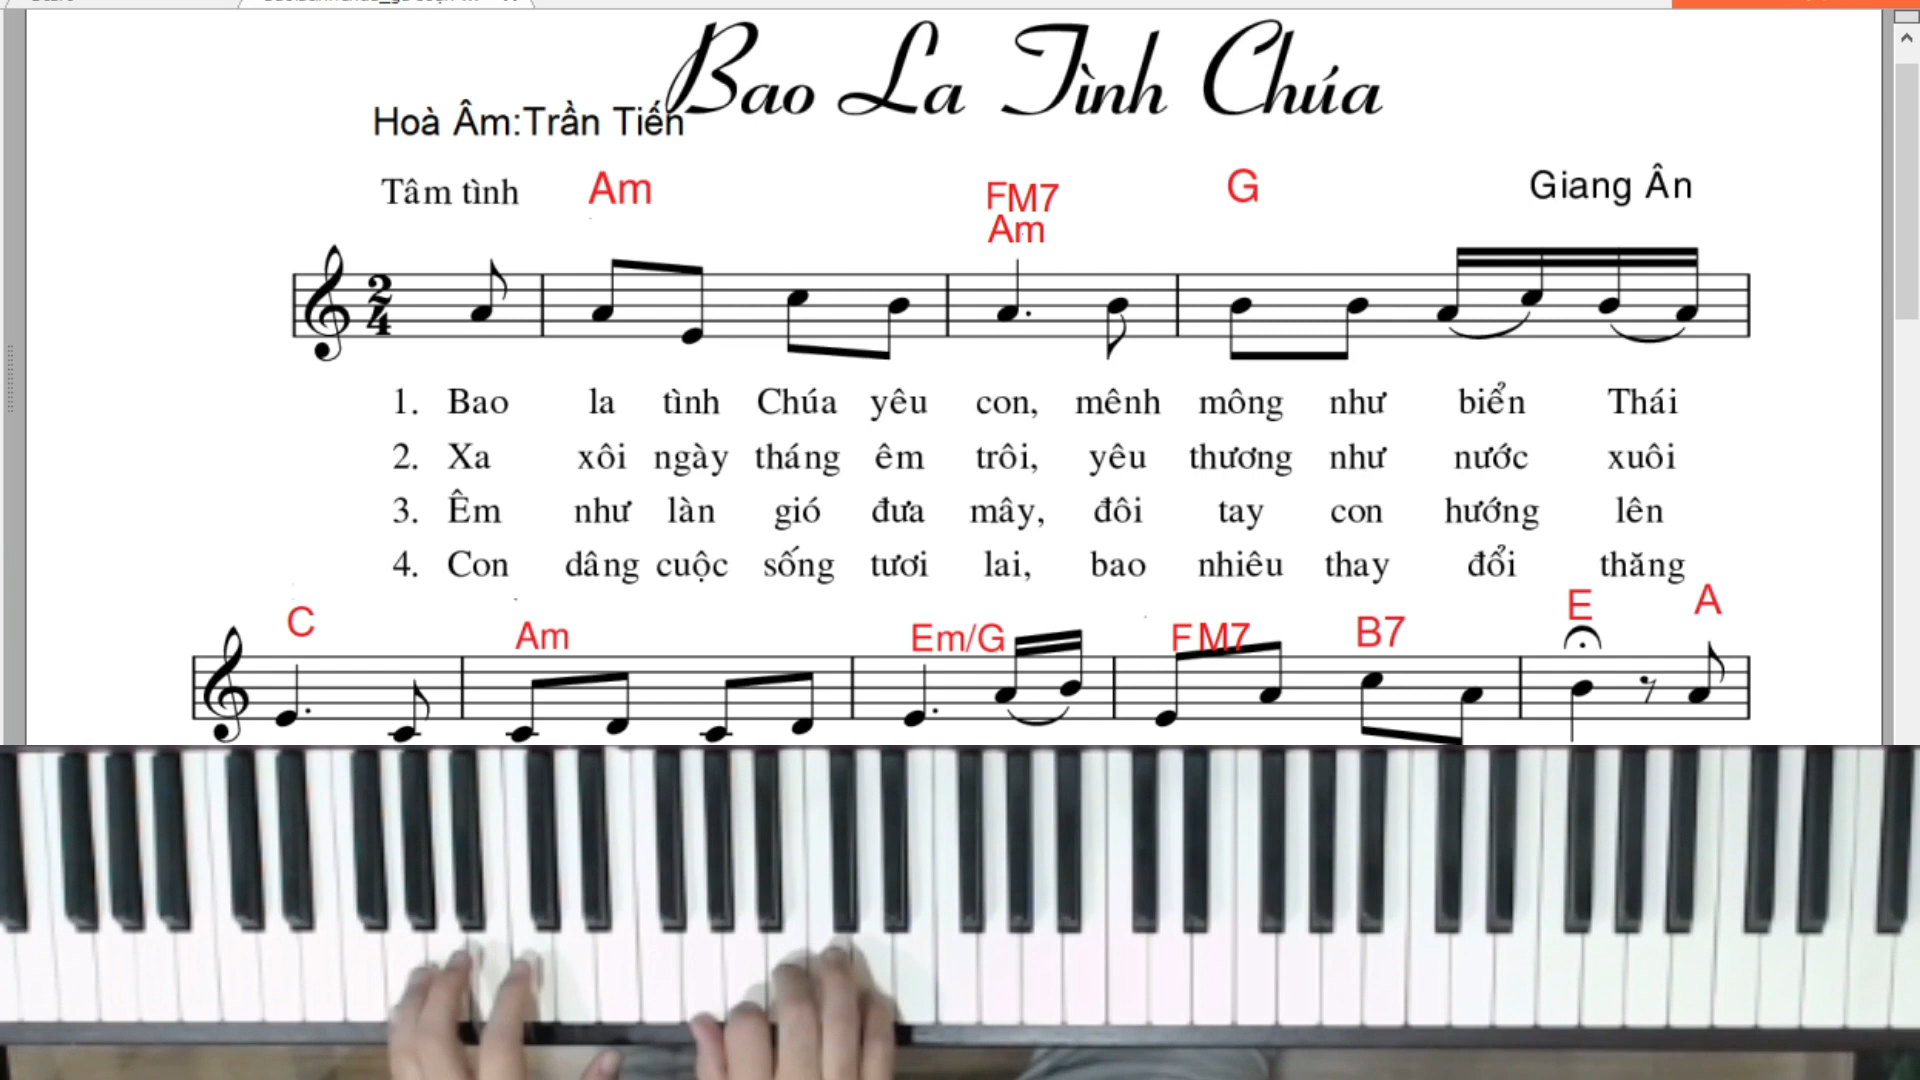 Bao La Tình Chúa
Hoà Âm:Trần Tiến
Tâm tình Am FM7 G Giang Ân
Am
2
4
1. Bao la tình Chúa yêu con, mênh mông như biển Thái
2. Xa xôi ngày tháng êm trôi, yêu thương như nước xuôi
3. Êm như làn gió đưa mây, đôi tay con hướng lên
4. Con dâng cuộc sống tươi lai, bao nhiêu thay đổi thăng
C Am Em/G FM7 B7 E A